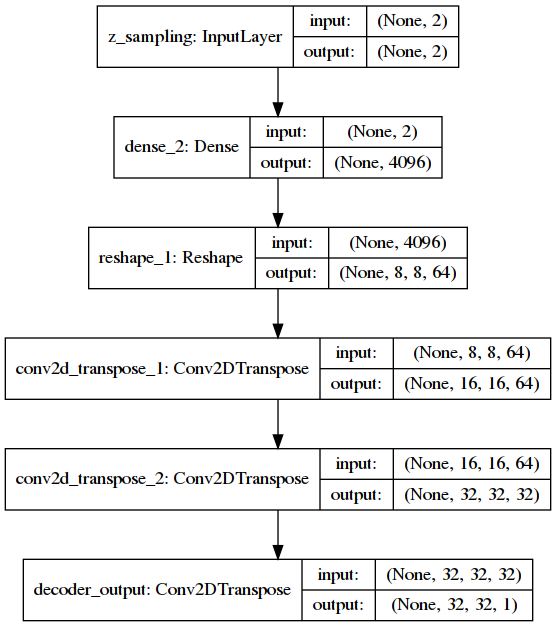 z_sampling: InputLayer
input: (None, 2)
output: (None, 2)
dense_2: Dense
input: (None, 2)
output: (None, 4096)
reshape_1: Reshape
input: (None, 4096)
output: (None, 8, 8, 64)
conv2d_transpose_1: Conv2DTranspose
input: (None, 8, 8, 64)
output: (None, 16, 16, 64)
conv2d_transpose_2: Conv2DTranspose
input: (None, 16, 16, 64)
output: (None, 32, 32, 32)
decoder_output: Conv2DTranspose
input: (None, 32, 32, 32)
output: (None, 32, 32, 1)